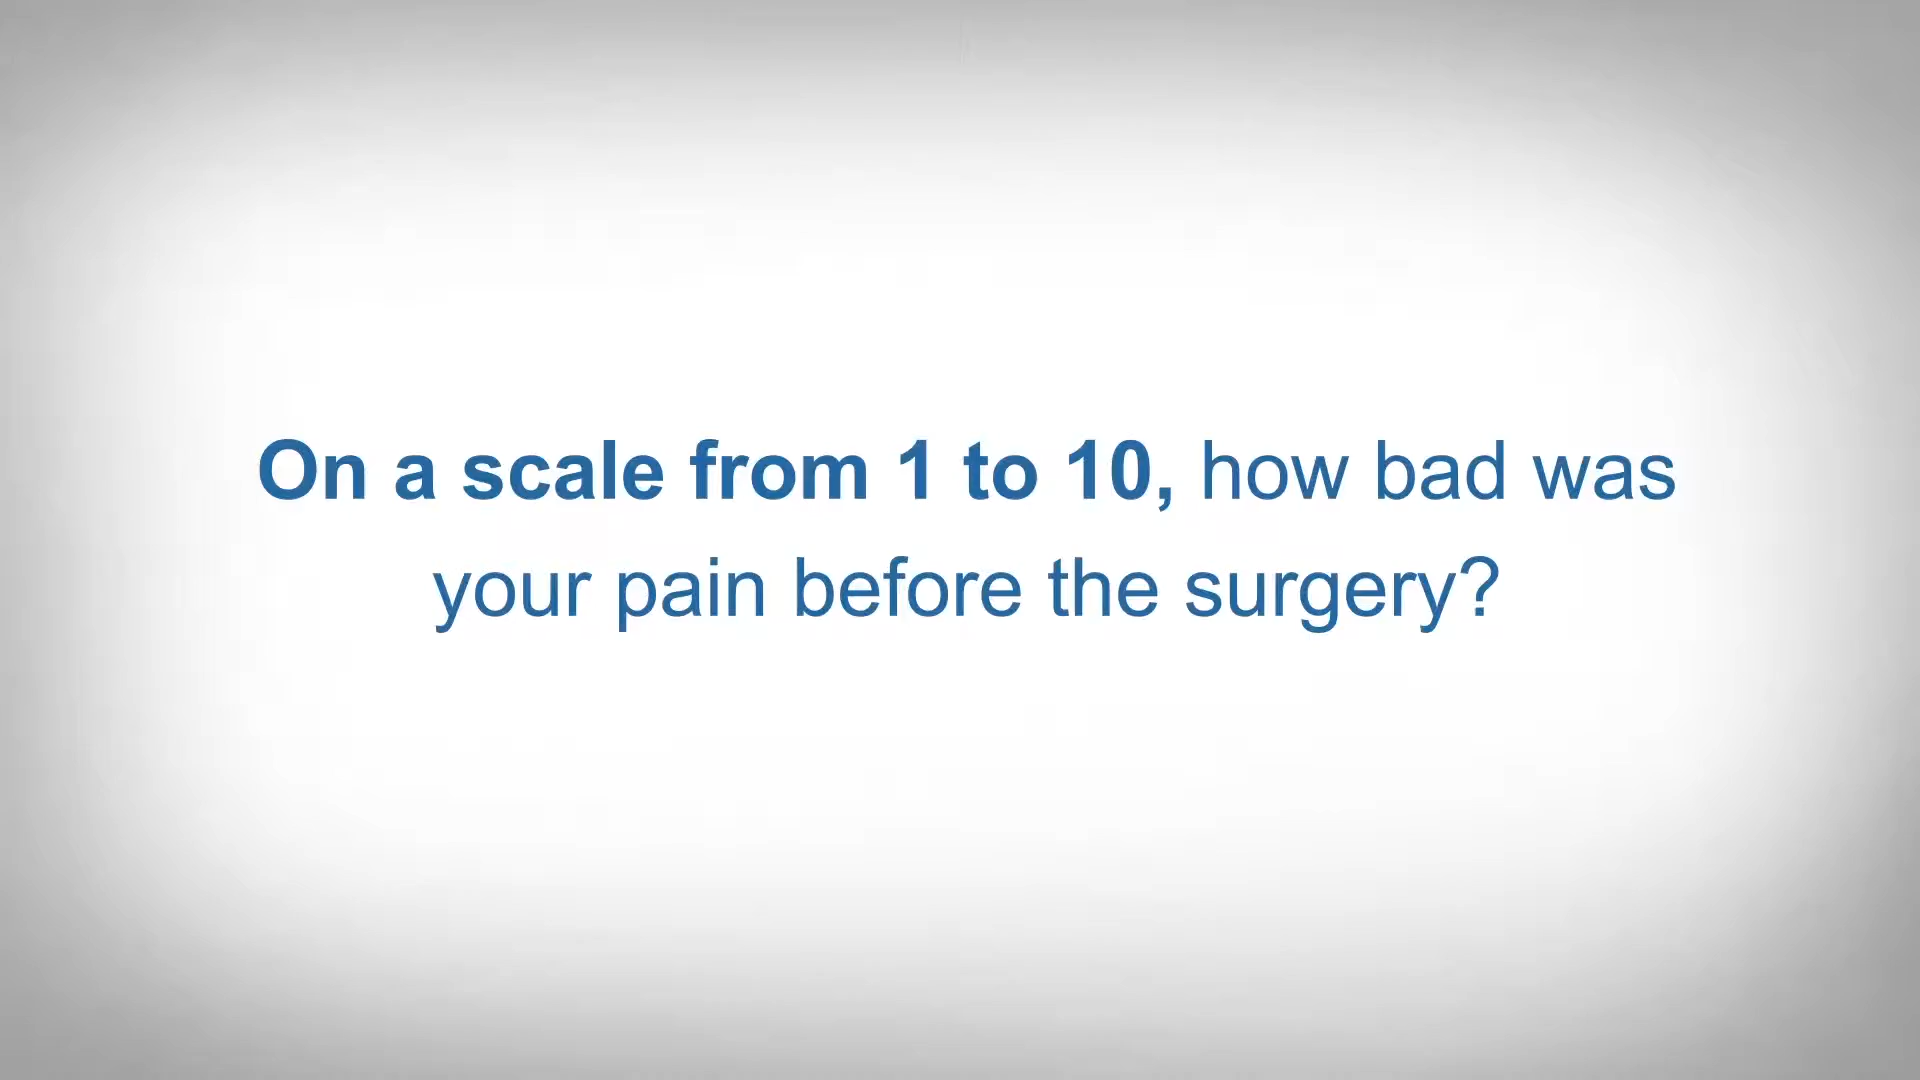 On a scale from 1 to 10, how bad was
your pain before the surgery?